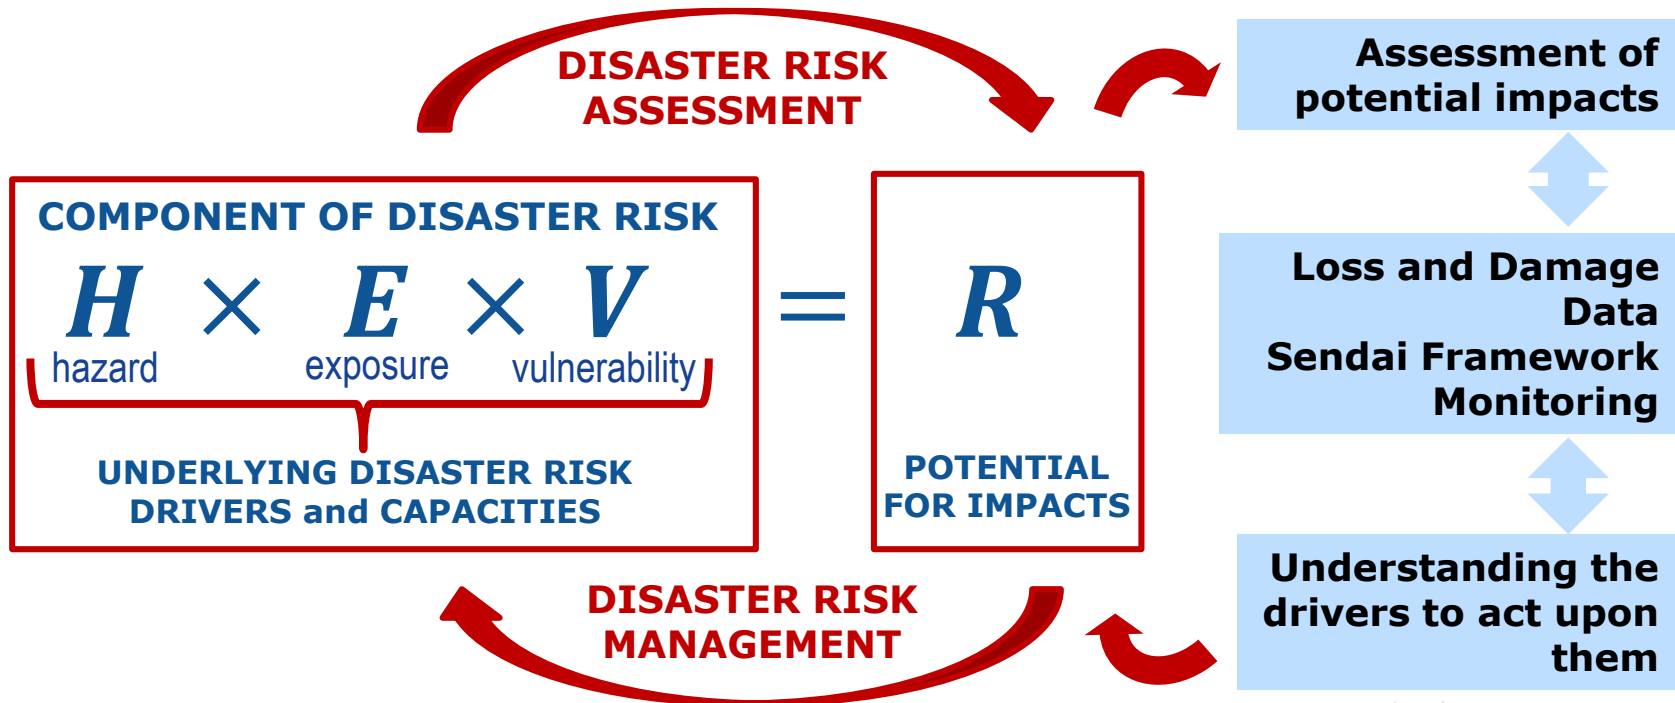 DISASTER RISK
ASSESSMENT
COMPONENT OF DISASTER RISK
H × E × V = R
hazard exposure vulnerability
UNDERLYING DISASTER RISK
DRIVERS and CAPACITIES
POTENTIAL
FOR IMPACTS
DISASTER RISK
MANAGEMENT
Assessment of
potential impacts
Loss and Damage
Data
Sendai Framework
Monitoring
Understanding the
drivers to act upon
them